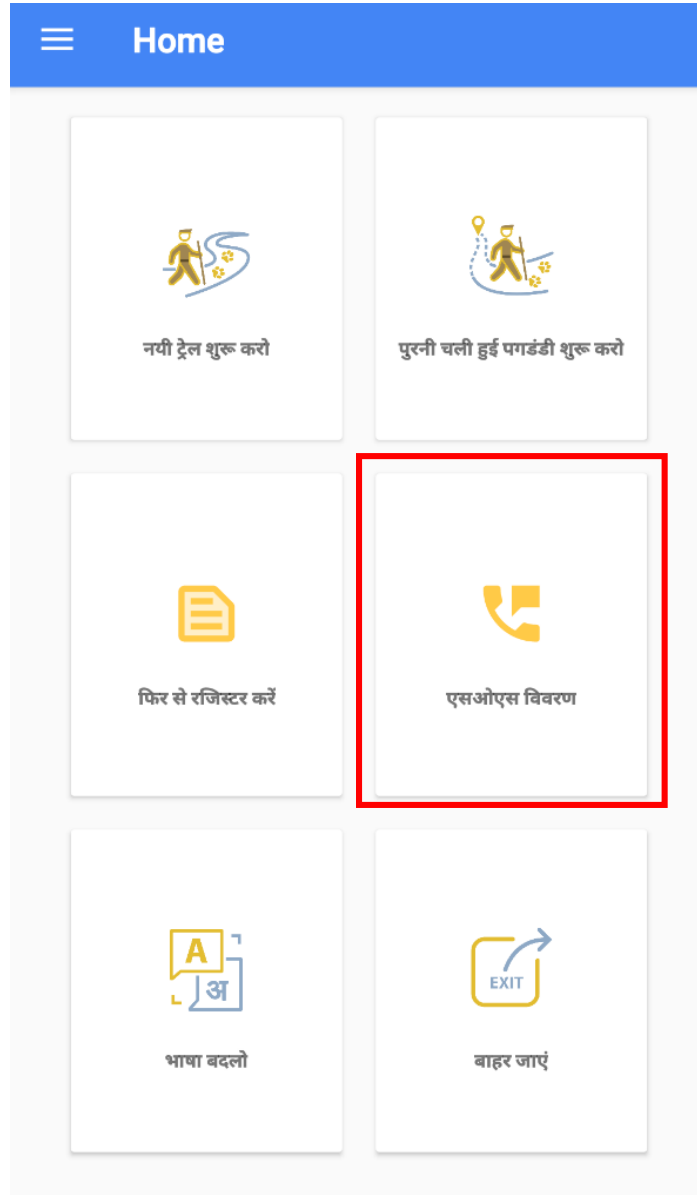 Home
नयी ट्रेल शुरू करो
पुरनी चली हुई पगडंडी शुरू करो
फिर से रजिस्टर करें
एसओएस विवरण
A
अ
EXIT
भाषा बदलो
बाहर जाएं